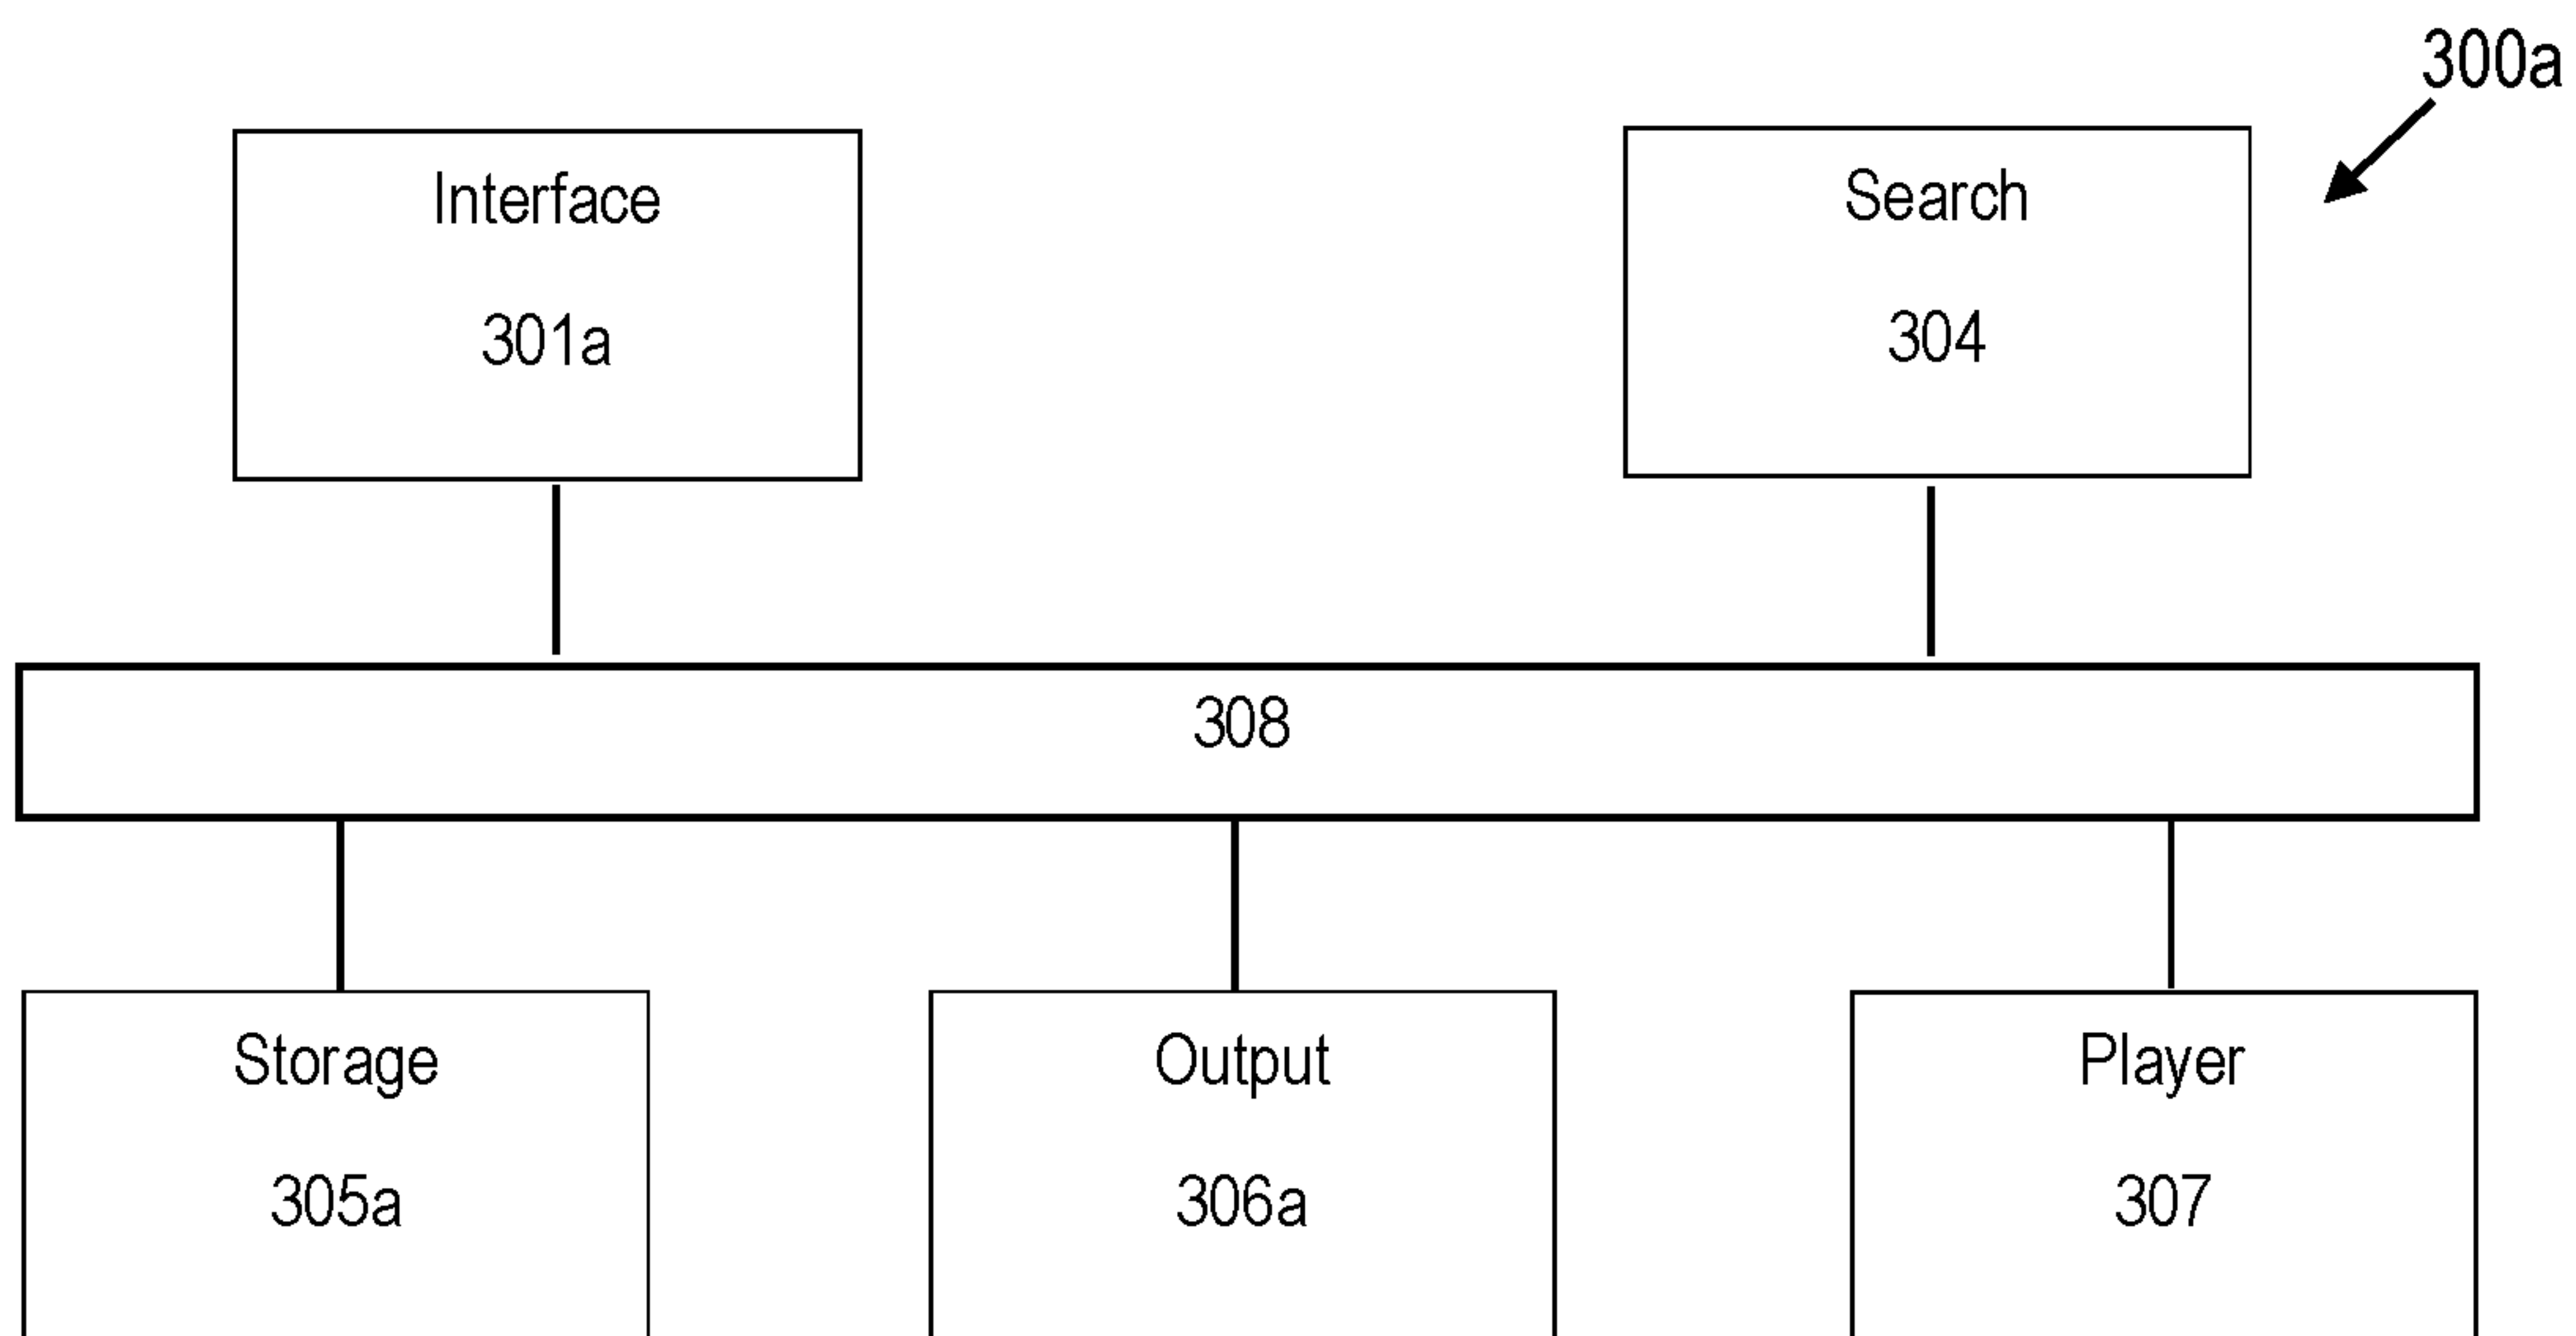 300a
Interface
301a
Search
304
308
Storage
305a
Output
306a
Player
307